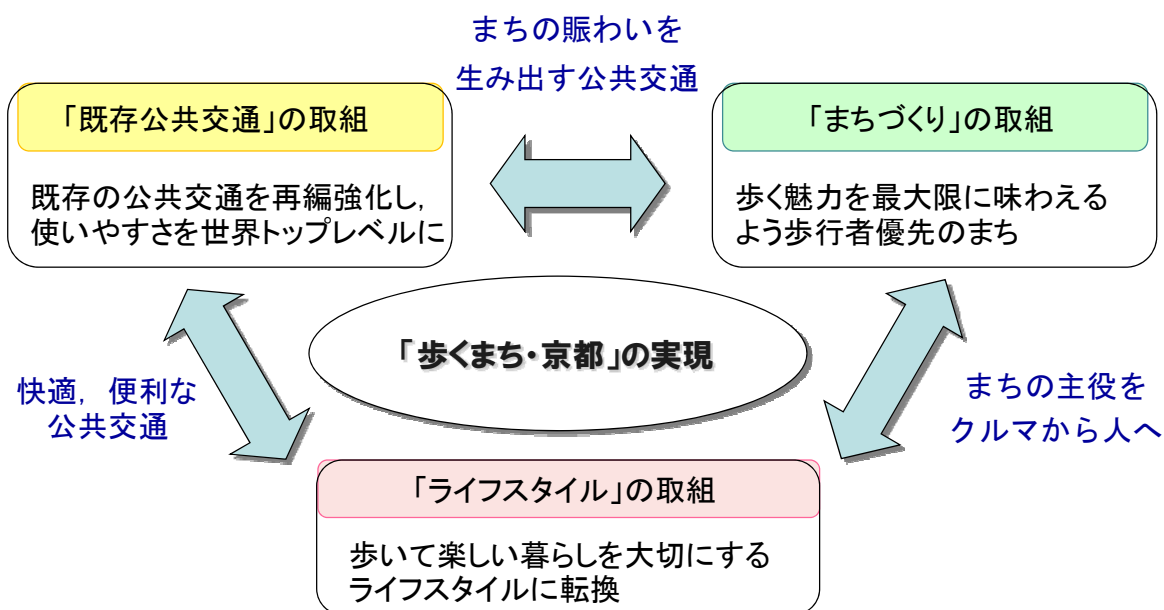 まちの賑わいを
生み出す公共交通
「既存公共交通」の取組
既存の公共交通を再編強化し，
使いやすさを世界トップレベルに
「まちづくり」の取組
歩く魅力を最大限に味わえる
よう歩行者優先のまち
「歩くまち・京都」の実現
快適，便利な
公共交通
まちの主役を
クルマから人へ
「ライフスタイル」の取組
歩いて楽しい暮らしを大切にする
ライフスタイルに転換